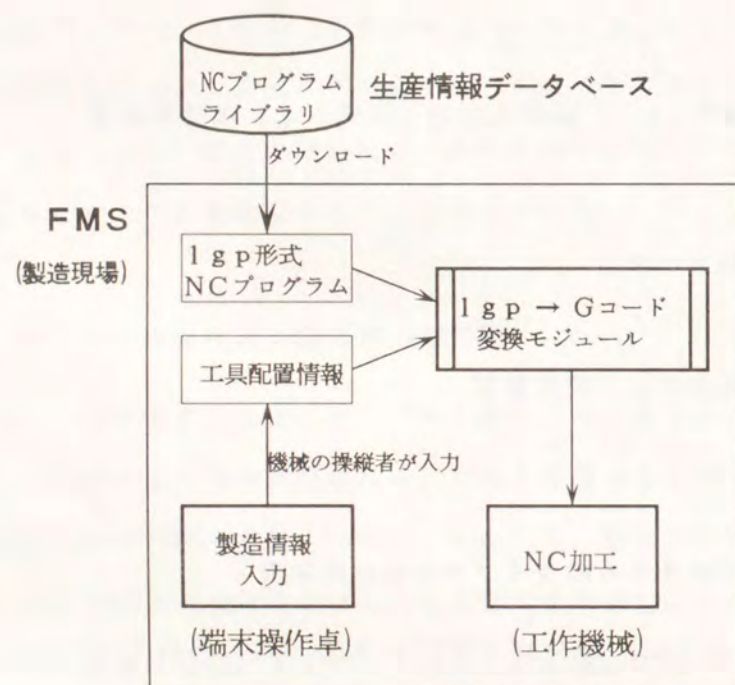 NCプログラム
ライブラリ
生産情報データベース
ダウンロード
FMS
(製造現場)
lgp形式
NCプログラム
lgp → Gコード
変換モジュール
工具配置情報
機械の操縦者が入力
製造情報
入力
NC加工
(端末操作卓)
(工作機械)